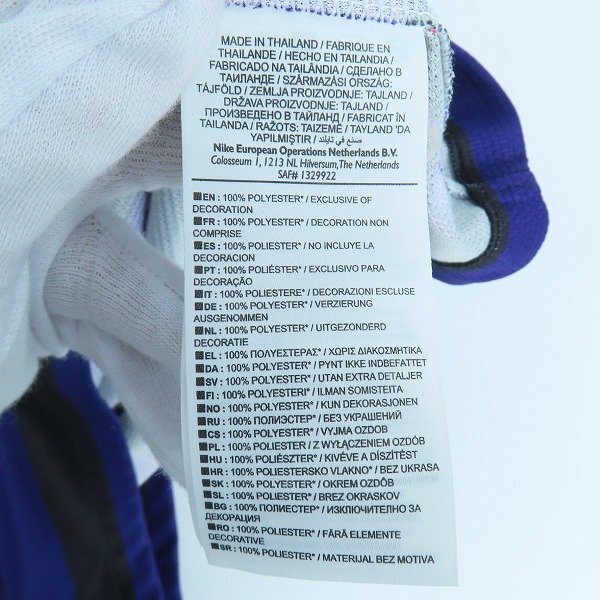 MADE IN THAILAND / FABRIQUE EN
THAILANDE / HECHO EN TAILANDIA /
FABRICADO NA TAILÂNDIA / СДЕЛАНО В
ТАИЛАНДЕ / SZÁRMAZÁSI ORSZÁG:
TÁJFÖLD / ZEMLJA PROIZVODNJE: TAJLAND /
DRŽAVA PROIZVODNJE: TAJLAND /
ПРОИЗВЕДЕНО В ТАЙЛАНД / FABRICAT ÎN
TAILANDA / RAŽOTS: TAIZEMĒ / TAYLAND 'DA
YAPILMIŞTIR / صنع في تايلند
Nike European Operations Netherlands B.V.
Colosseum 1, 1213 NL Hilversum, The Netherlands
SAF# 1329922
EN : 100% POLYESTER* / EXCLUSIVE OF
DECORATION
FR : 100% POLYESTER* / DECORATION NON
COMPRISE
ES : 100% POLYESTER* / NO INCLUYE LA
DECORACION
PT : 100% POLYESTER* / EXCLUSIVO PARA
DECORAÇÃO
IT : 100% POLIESTERE* / DECORAZIONI ESCLUSE
DE : 100% POLYESTER* / VERZIERUNG
AUSGENOMMEN
NL : 100% POLYESTER* / UITGEZONDERD
DECORATIE
EL : 100% ΠΟΛΥΕΣΤΕΡΑΣ* / ΧΩΡΙΣ ΔΙΑΚΟΣΜΗΤΙΚΑ
DA : 100% POLYESTER* / PYNT IKKE INDBEFATTET
SV : 100% POLYESTER* / UTAN EXTRA DETALJER
FI : 100% POLYESTERI* / ILMAN SOMISTEITA
NO : 100% POLYESTER* / KUN DEKORASJONEN
RU : 100% ПОЛИЭСТЕР* / БЕЗ УКРАШЕНИЙ
CS : 100% POLYESTER* / VYJMA OZDOB
PL : 100% POLIESTER* / Z WYŁĄCZENIEM OZDÓB
HU : 100% POLIÉSZTER* / KIVÉVE A DÍSZÍTÉST
HR : 100% POLIESTERSKO VLAKNO* / BEZ UKRASA
SK : 100% POLYESTER* / OKREM OZDÔB
SL : 100% POLIESTER* / BREZ OKRASKOV
BG : 100% ПОЛИЕСТЕР* / ИЗКЛЮЧИТЕЛНО ЗА
ДЕКОРАЦИЯ
RO : 100% POLIESTER* / FĂRĂ ELEMENTE
DECORATIVE
SR : 100% POLIESTER* / MATERIJAL BEZ MOTIVA